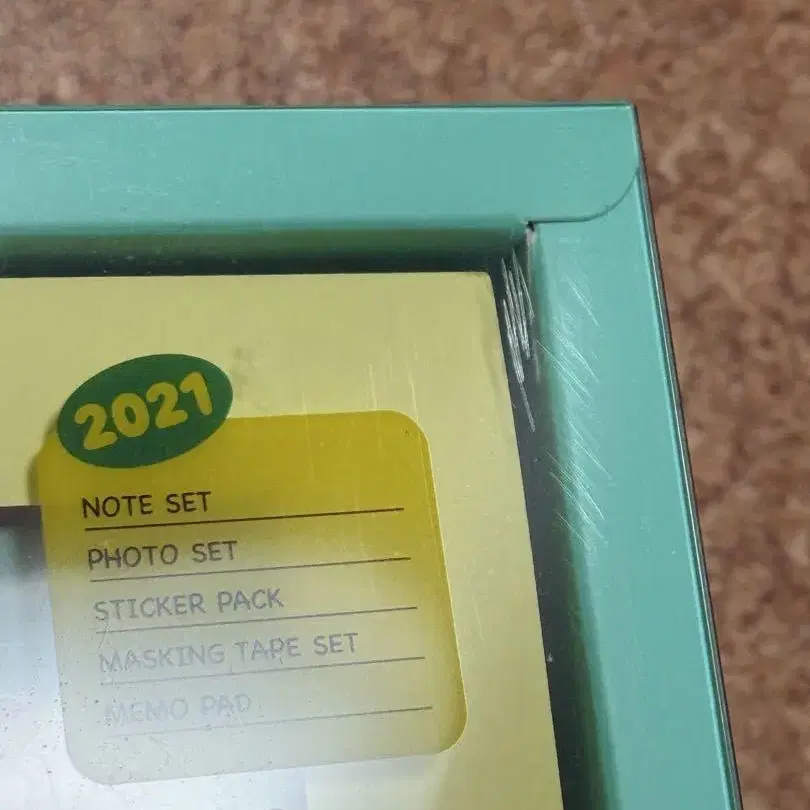 2021
NOTE SET
PHOTO SET
STICKER PACK
MASKING TAPE SET
MEMO PAD